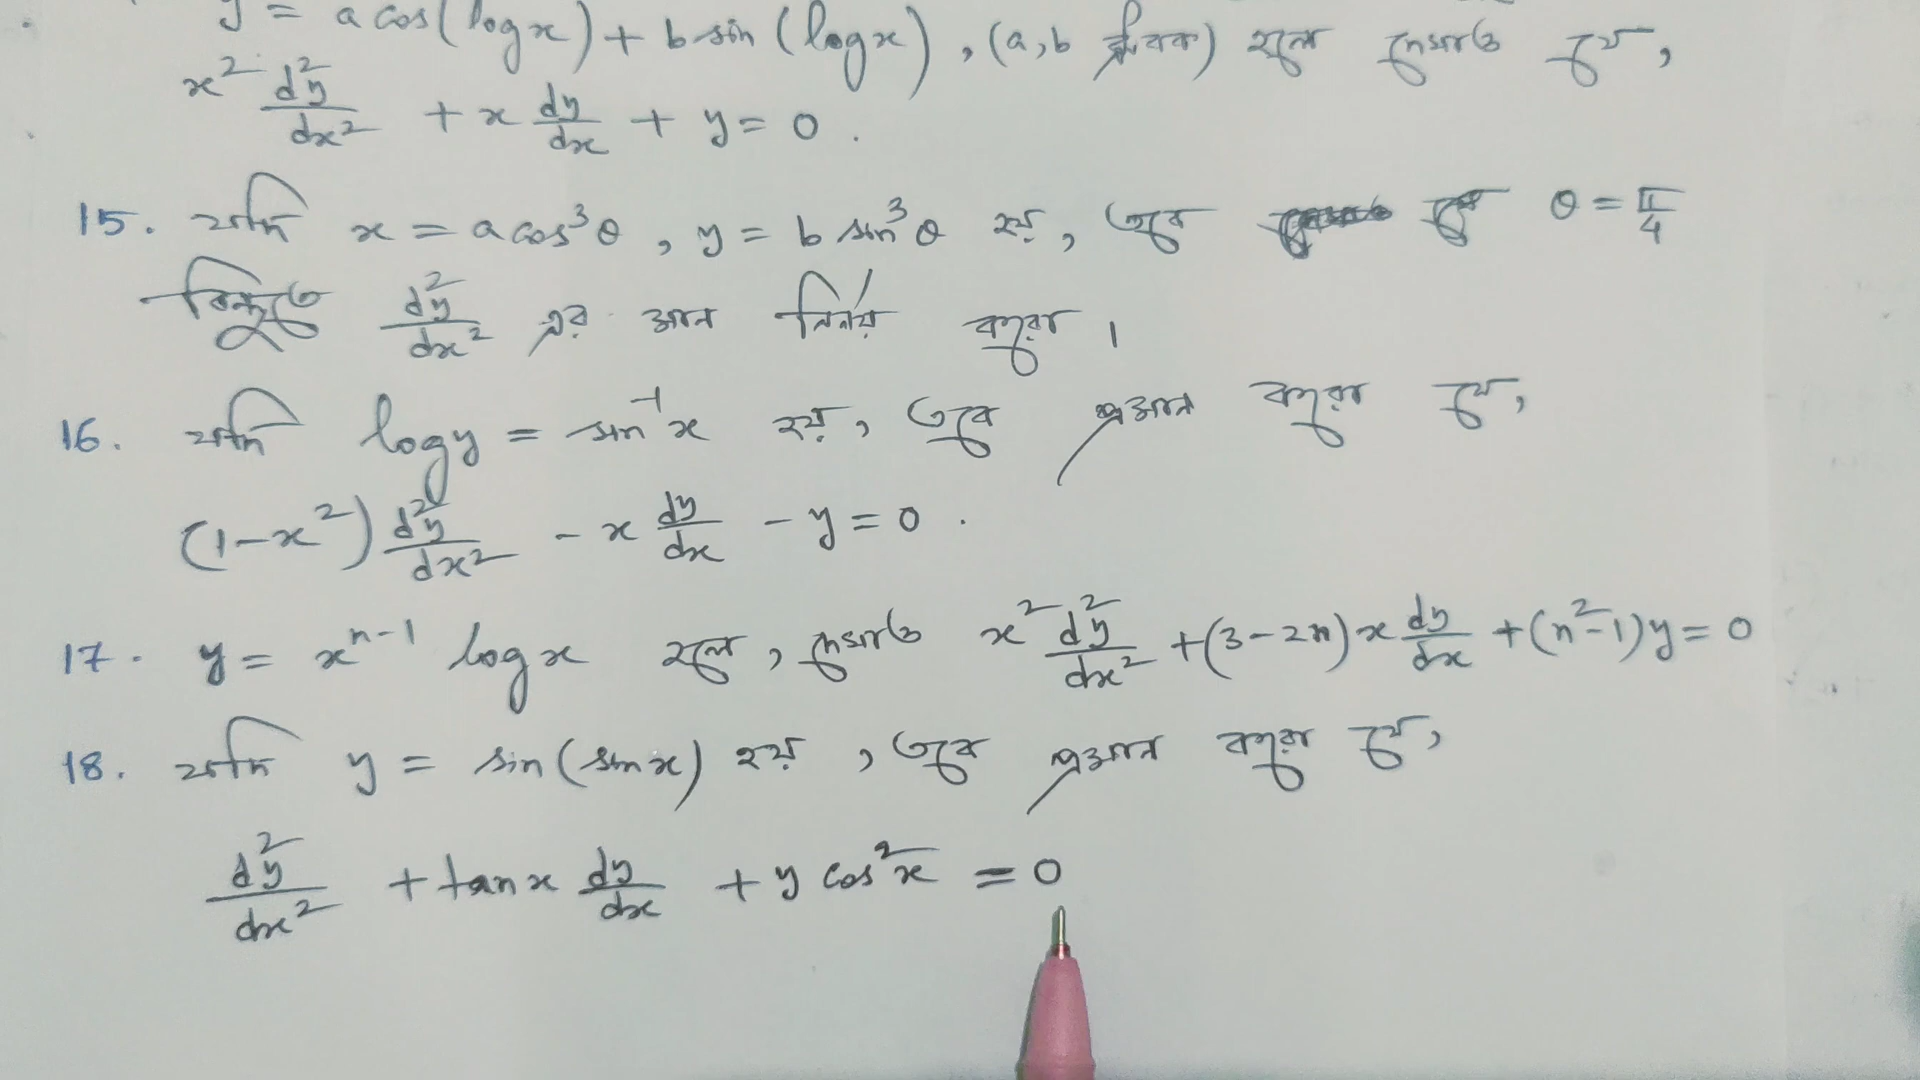 y = a cos(log x) + b sin(log x), (a, b ধ্রুবক) হলে দেখাও যে,
x² d²y/dx² + x dy/dx + y = 0 .
15. যদি x = a cos³θ, y = b sin³θ হয়, তবে θ = π/4
বিন্দুতে d²y/dx² এর মান নির্ণয় করো ।
16. যদি log y = sin⁻¹x হয়, তবে প্রমান করো যে,
(1-x²) d²y/dx² - x dy/dx - y = 0 .
17. y = xⁿ⁻¹ log x হলে, দেখাও x² d²y/dx² + (3-2n) x dy/dx + (n²-1)y = 0
18. যদি y = sin(sin x) হয়, তবে প্রমান করো যে,
d²y/dx² + tan x dy/dx + y cos²x = 0